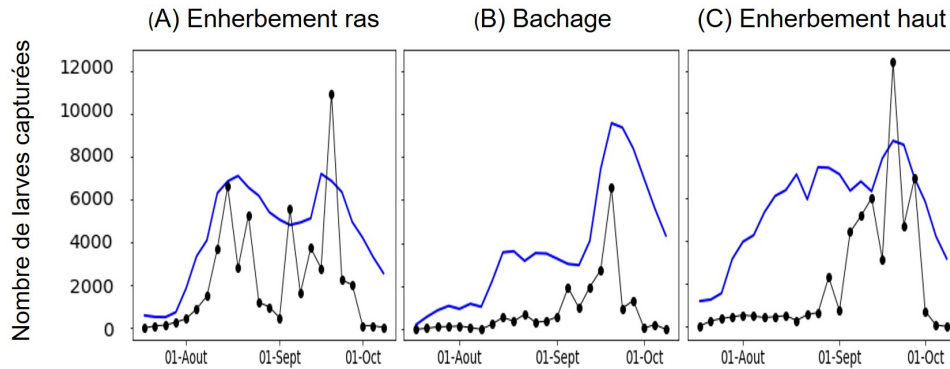 (A) Enherbement ras
(B) Bachage
(C) Enherbement haut
Nombre de larves capturées
12000
10000
8000
6000
4000
2000
0
01-Aout 01-Sept 01-Oct
01-Aout 01-Sept 01-Oct
01-Aout 01-Sept 01-Oct